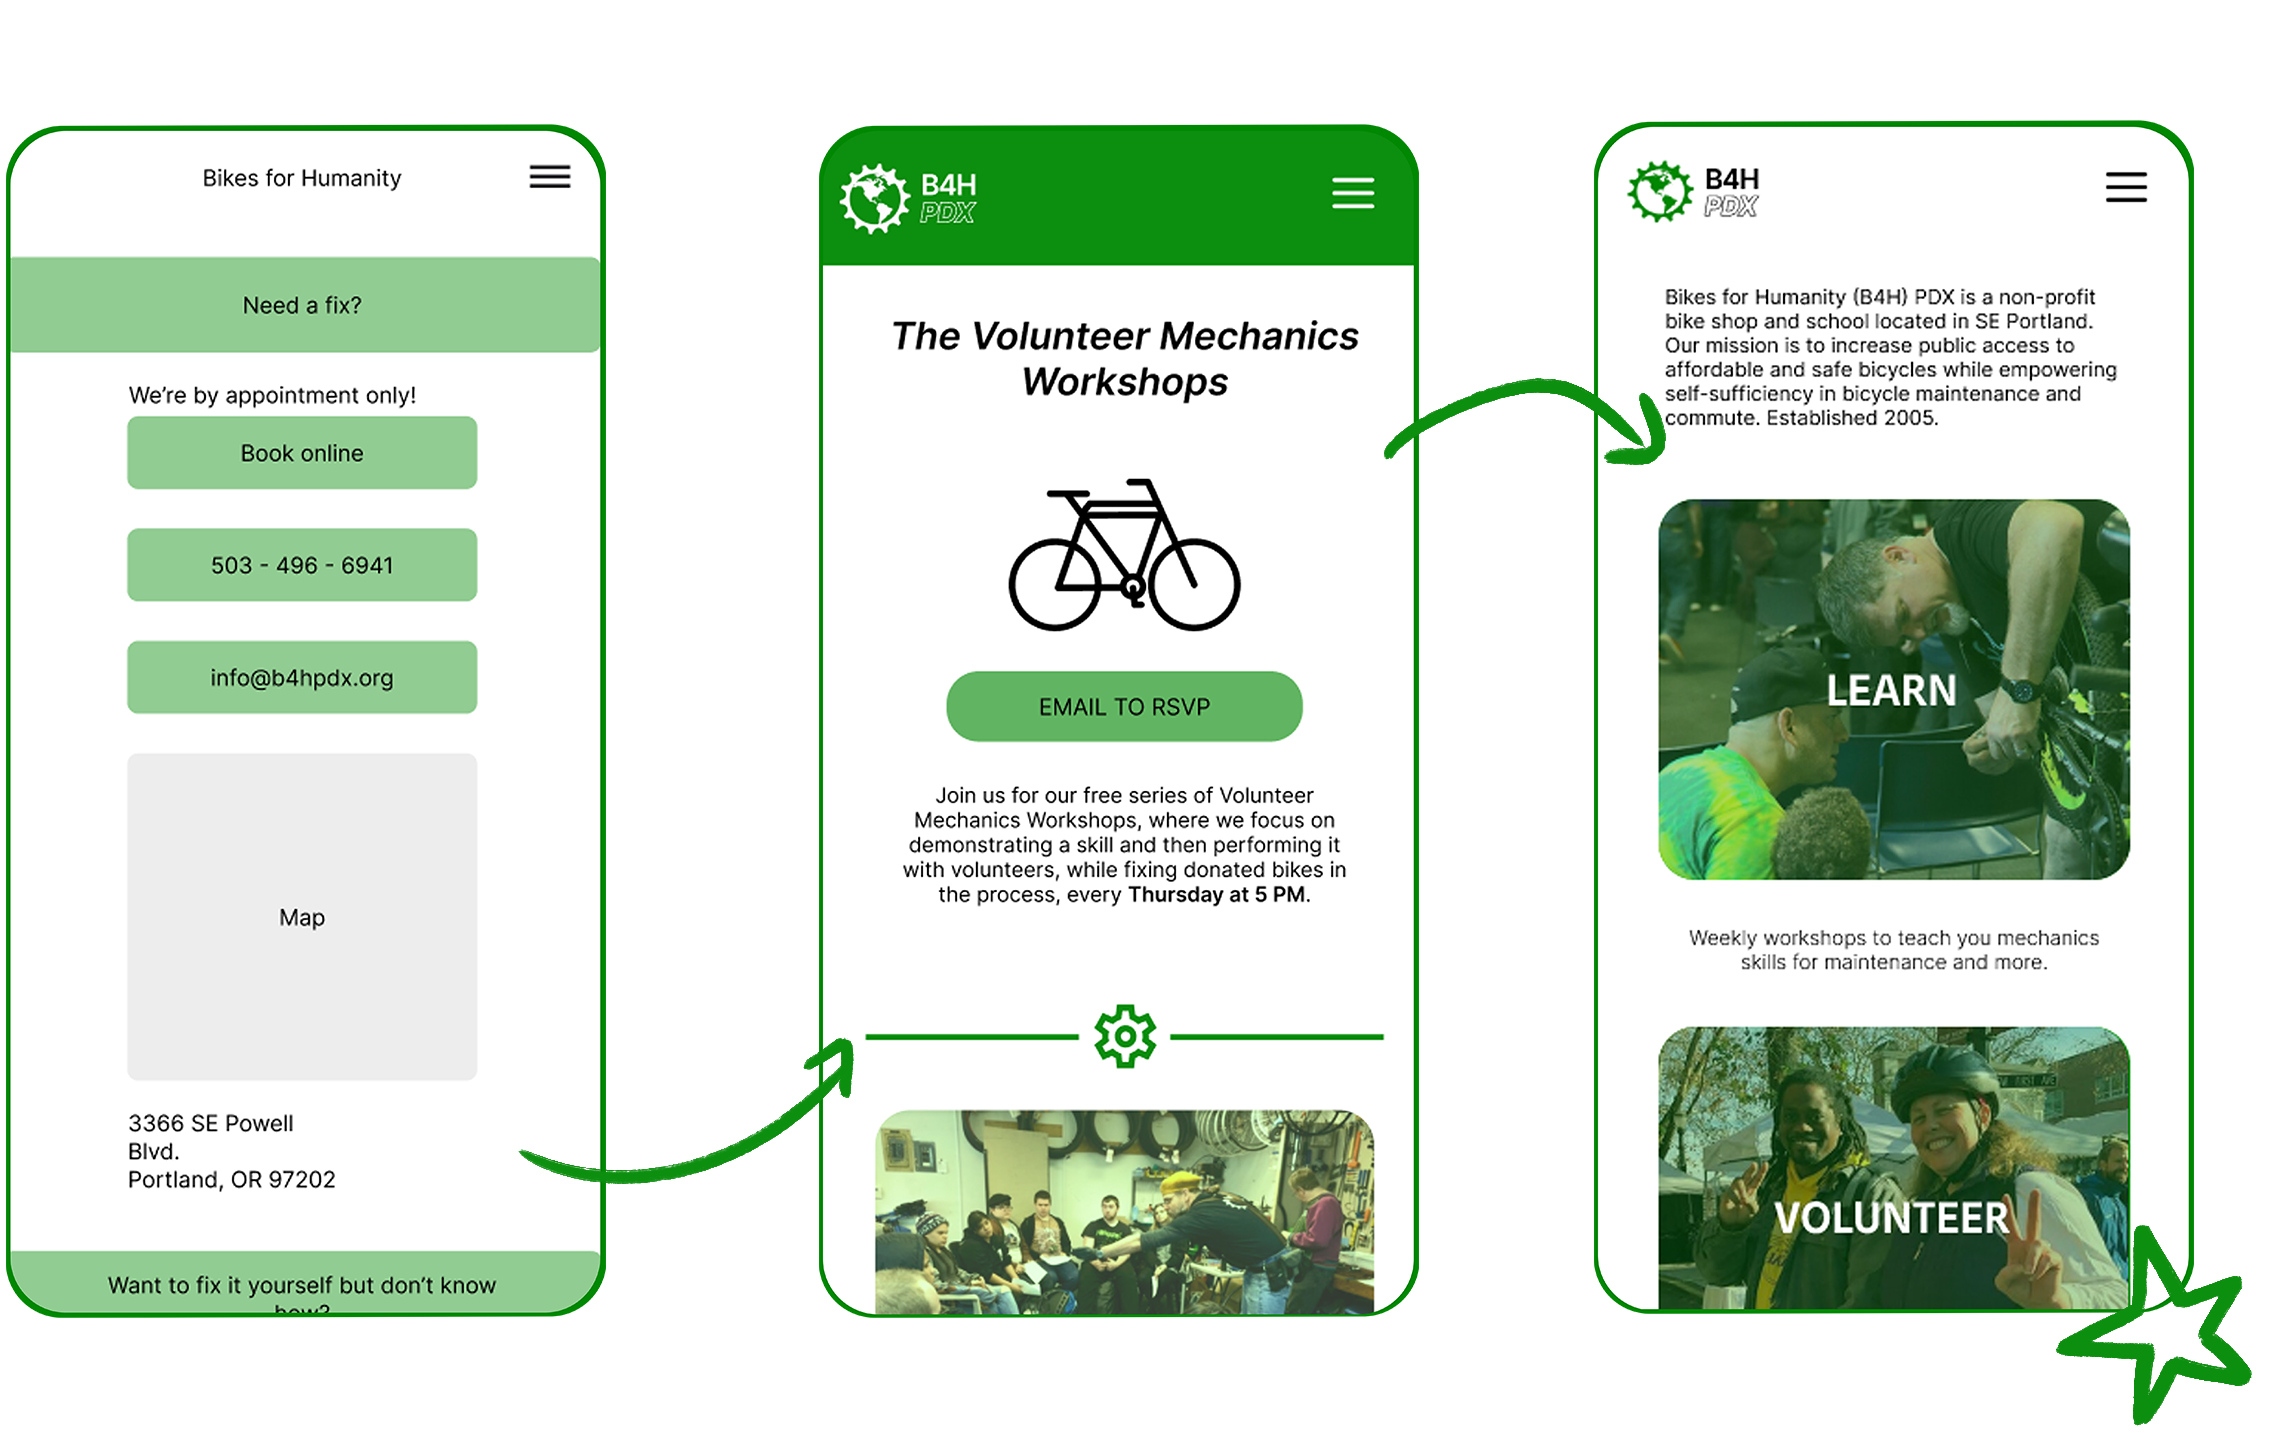 Bikes for Humanity
Need a fix?
We're by appointment only!
Book online
503 - 496 - 6941
info@b4hpdx.org
Map
3366 SE Powell
Blvd.
Portland, OR 97202
Want to fix it yourself but don't know
how?
B4H
PDX
The Volunteer Mechanics
Workshops
EMAIL TO RSVP
Join us for our free series of Volunteer
Mechanics Workshops, where we focus on
demonstrating a skill and then performing it
with volunteers, while fixing donated bikes in
the process, every Thursday at 5 PM.
B4H
PDX
Bikes for Humanity (B4H) PDX is a non-profit
bike shop and school located in SE Portland.
Our mission is to increase public access to
affordable and safe bicycles while empowering
self-sufficiency in bicycle maintenance and
commute. Established 2005.
LEARN
Weekly workshops to teach you mechanics
skills for maintenance and more.
FIRST AVE
VOLUNTEER